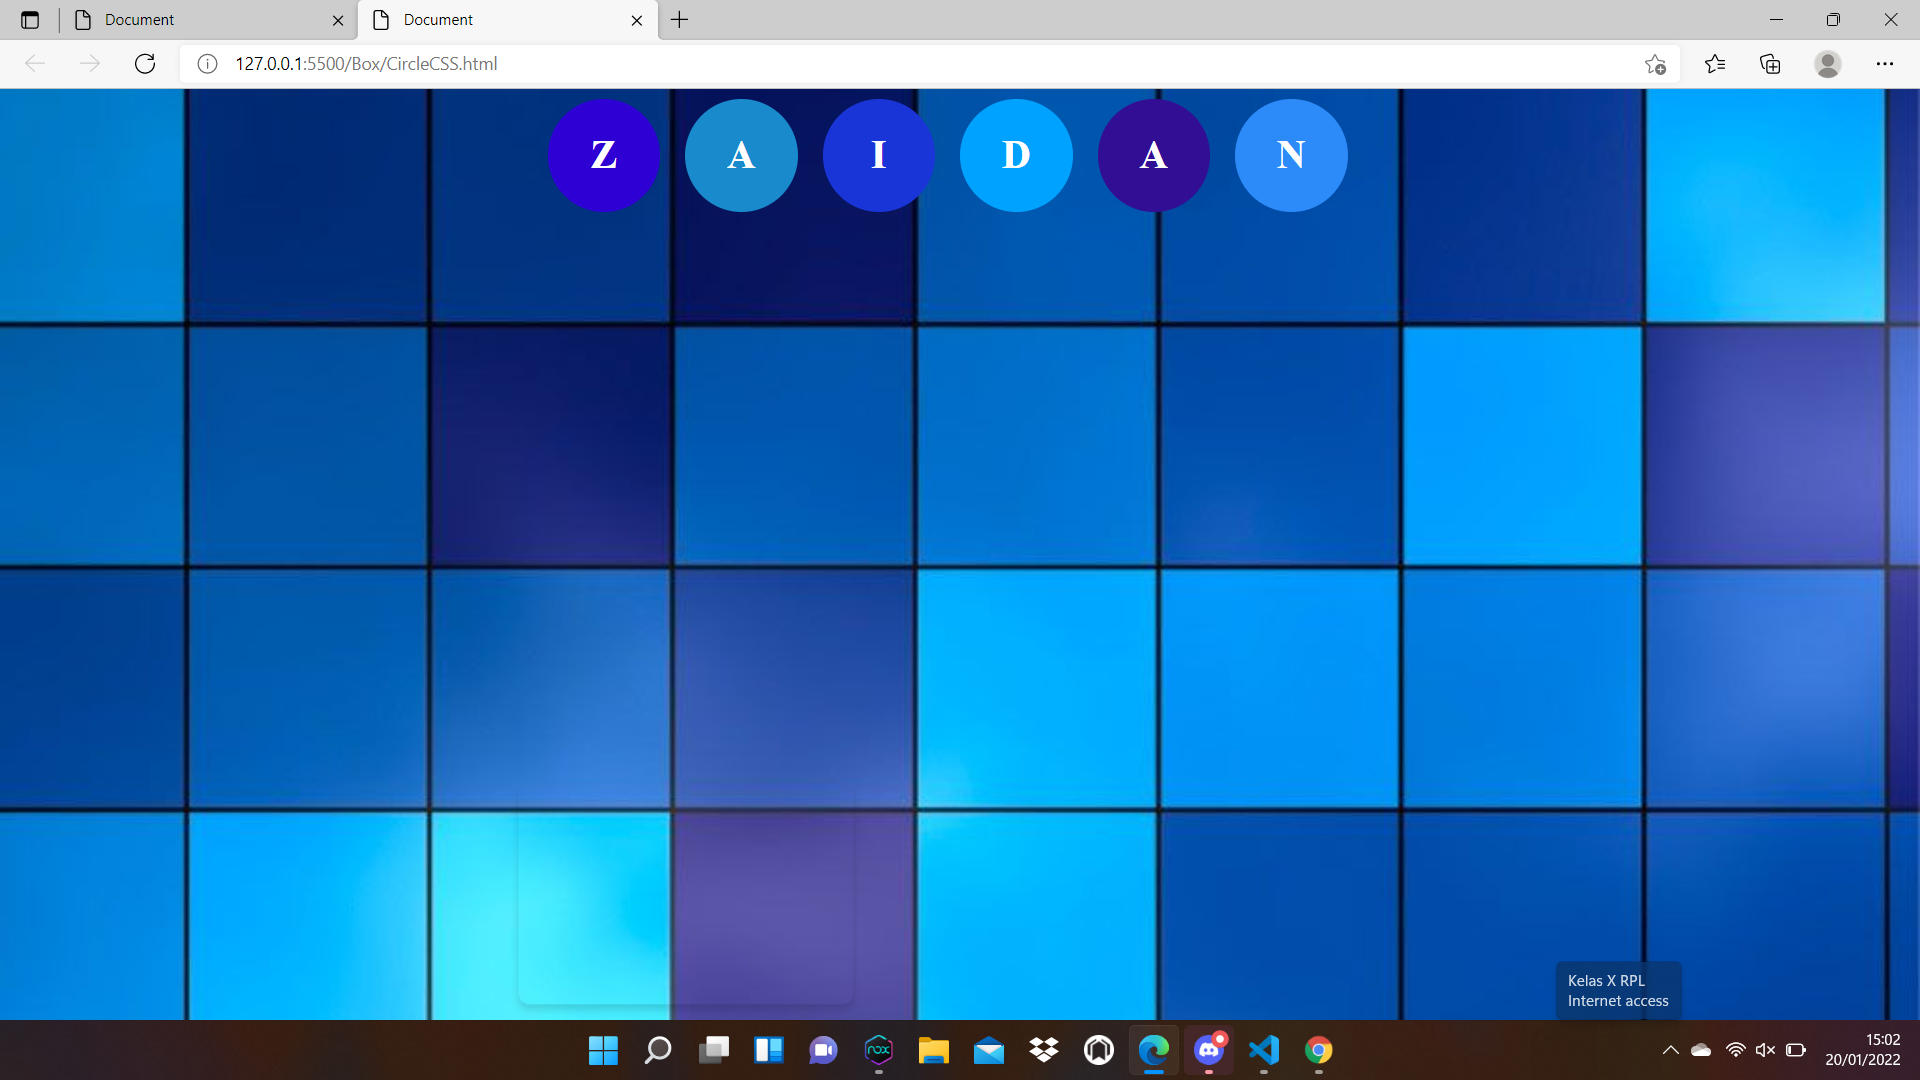 Document
Document
127.0.0.1:5500/Box/CircleCSS.html
Z A I D A N
Kelas X RPL
Internet access
nox
15:02
20/01/2022